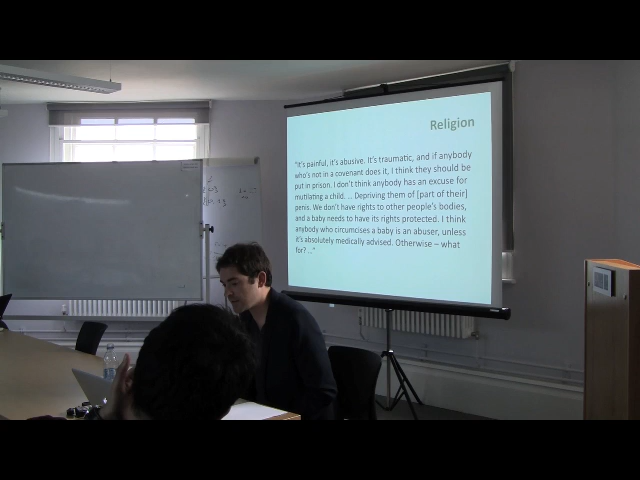 Religion
"It's painful, it's abusive. It's traumatic, and if anybody
who's not in a covenant does it, I think they should be
put in prison. I don't think anybody has an excuse for
mutilating a child. ... Depriving them of [part of their]
penis. We don't have rights to other people's bodies,
and a baby needs to have its rights protected. I think
anybody who circumcises a baby is an abuser, unless
it's absolutely medically advised. Otherwise – what
for? ..."